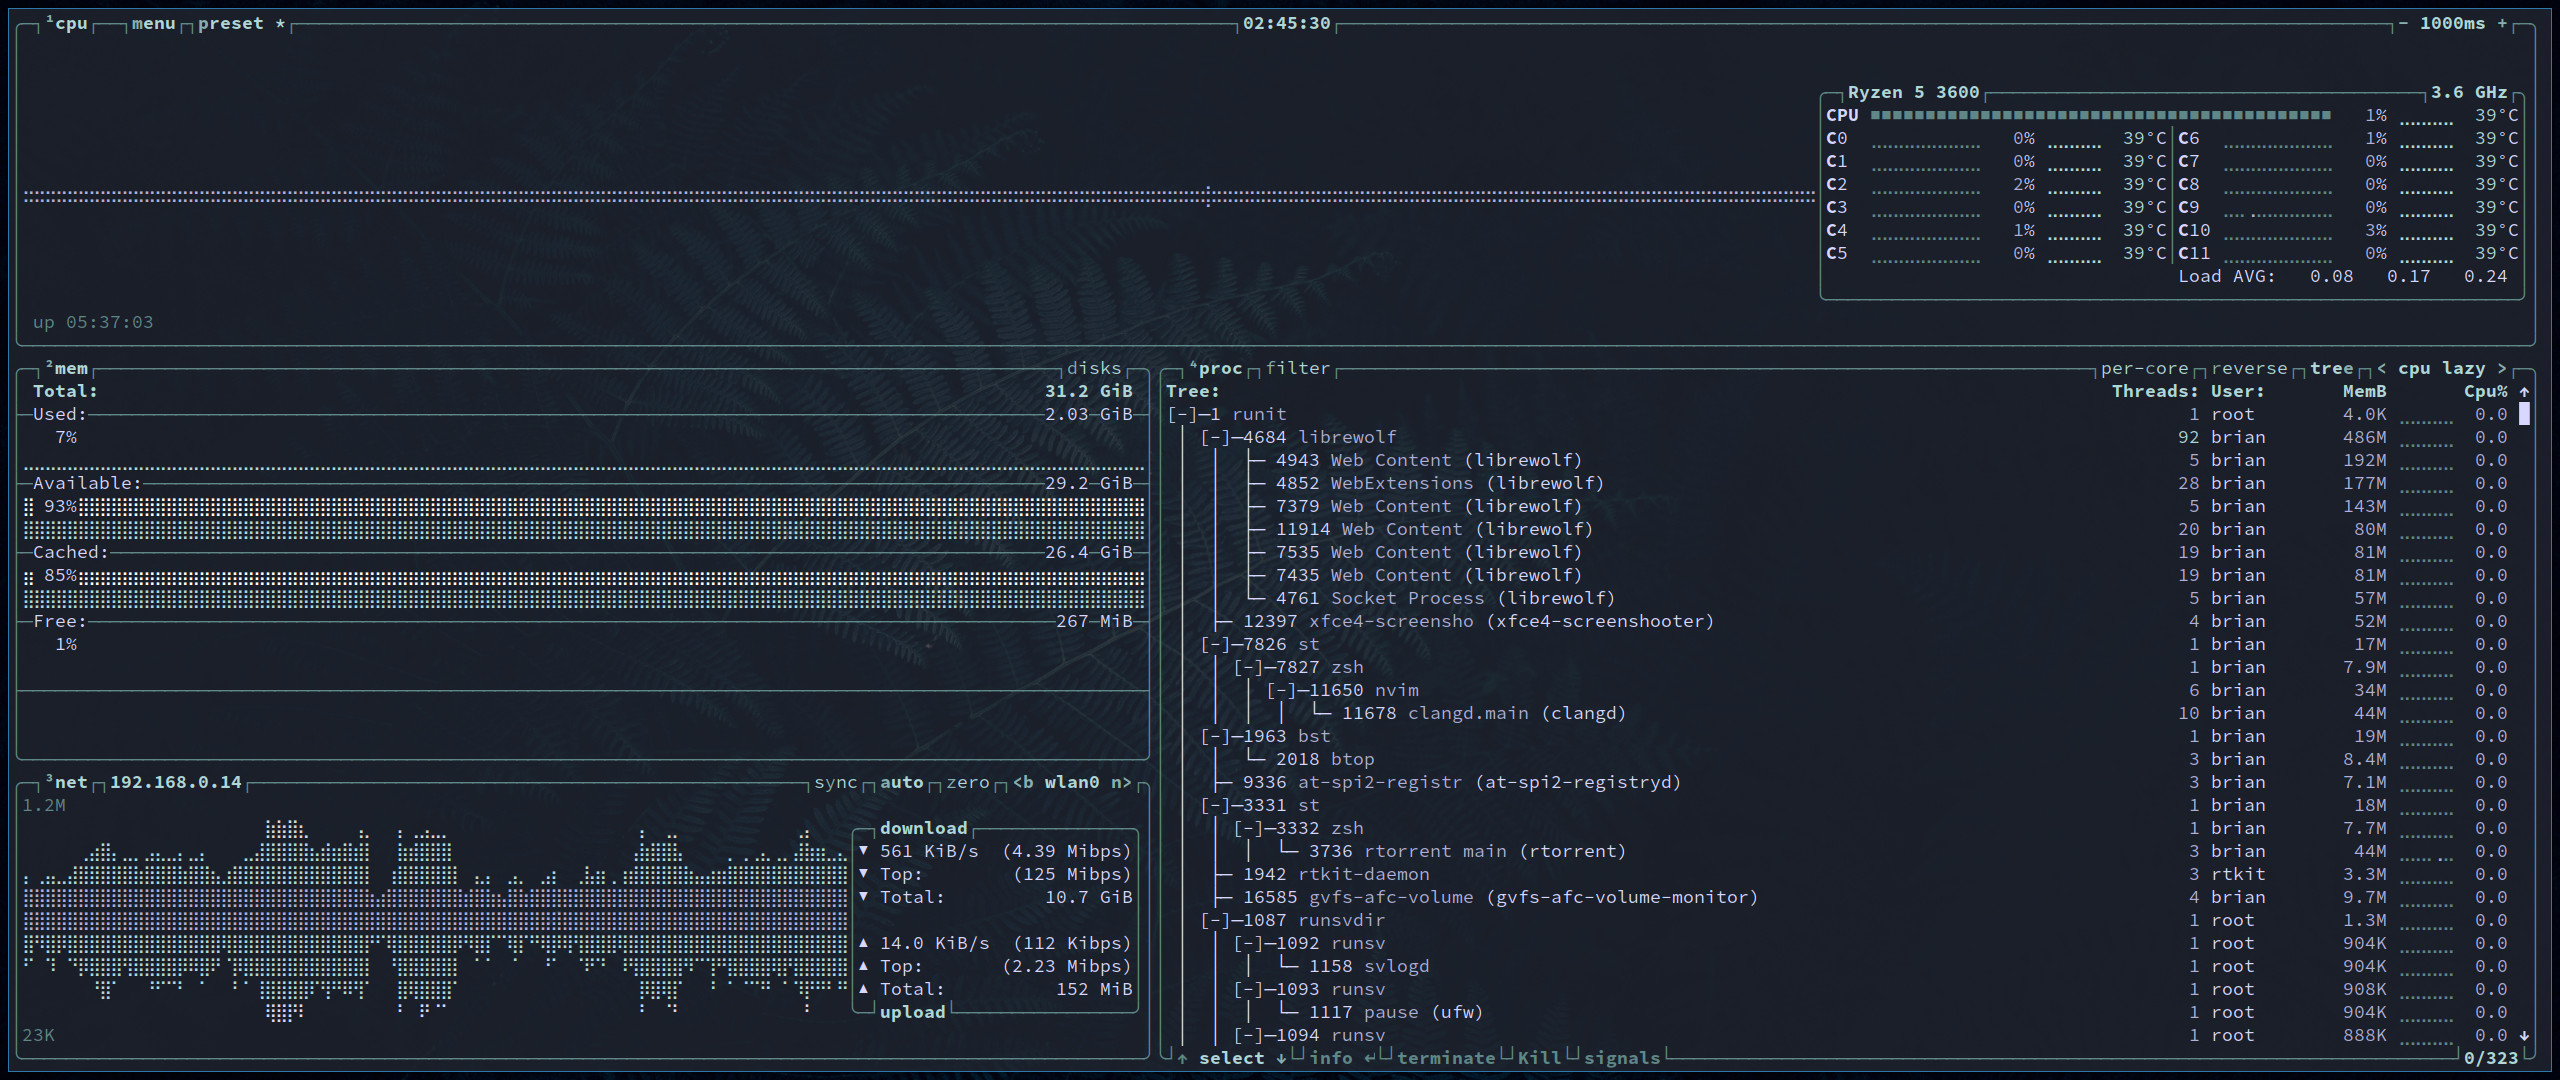 ¹cpu menu preset * 02:45:30 - 1000ms +
Ryzen 5 3600 3.6 GHz
CPU 1% 39°C
C0 0% 39°C C6 1% 39°C
C1 0% 39°C C7 0% 39°C
C2 2% 39°C C8 0% 39°C
C3 0% 39°C C9 0% 39°C
C4 1% 39°C C10 3% 39°C
C5 0% 39°C C11 0% 39°C
Load AVG: 0.08 0.17 0.24
up 05:37:03
²mem disks
Total: 31.2 GiB
Used: 2.03 GiB
7%
Available: 29.2 GiB
93%
Cached: 26.4 GiB
85%
Free: 267 MiB
1%
³net 192.168.0.14 sync auto zero <b wlan0 n>
1.2M
download
▼ 561 KiB/s (4.39 Mibps)
▼ Top: (125 Mibps)
▼ Total: 10.7 GiB
▲ 14.0 KiB/s (112 Kibps)
▲ Top: (2.23 Mibps)
▲ Total: 152 MiB
upload
23K
⁴proc filter per-core reverse tree < cpu lazy >
Tree: Threads: User: MemB Cpu% ↑
[-]─1 runit 1 root 4.0K 0.0
[-]─4684 librewolf 92 brian 486M 0.0
├─ 4943 Web Content (librewolf) 5 brian 192M 0.0
├─ 4852 WebExtensions (librewolf) 28 brian 177M 0.0
├─ 7379 Web Content (librewolf) 5 brian 143M 0.0
├─ 11914 Web Content (librewolf) 20 brian 80M 0.0
├─ 7535 Web Content (librewolf) 19 brian 81M 0.0
├─ 7435 Web Content (librewolf) 19 brian 81M 0.0
└─ 4761 Socket Process (librewolf) 5 brian 57M 0.0
├─ 12397 xfce4-screensho (xfce4-screenshooter) 4 brian 52M 0.0
[-]─7826 st 1 brian 17M 0.0
[-]─7827 zsh 1 brian 7.9M 0.0
[-]─11650 nvim 6 brian 34M 0.0
└─ 11678 clangd.main (clangd) 10 brian 44M 0.0
[-]─1963 bst 1 brian 19M 0.0
└─ 2018 btop 3 brian 8.4M 0.0
├─ 9336 at-spi2-registr (at-spi2-registryd) 3 brian 7.1M 0.0
[-]─3331 st 1 brian 18M 0.0
[-]─3332 zsh 1 brian 7.7M 0.0
└─ 3736 rtorrent main (rtorrent) 3 brian 44M 0.0
├─ 1942 rtkit-daemon 3 rtkit 3.3M 0.0
├─ 16585 gvfs-afc-volume (gvfs-afc-volume-monitor) 4 brian 9.7M 0.0
[-]─1087 runsvdir 1 root 1.3M 0.0
[-]─1092 runsv 1 root 904K 0.0
└─ 1158 svlogd 1 root 904K 0.0
[-]─1093 runsv 1 root 908K 0.0
└─ 1117 pause (ufw) 1 root 904K 0.0
[-]─1094 runsv 1 root 888K 0.0 ↓
↑ select ↓ info ↵ terminate Kill signals 0/323